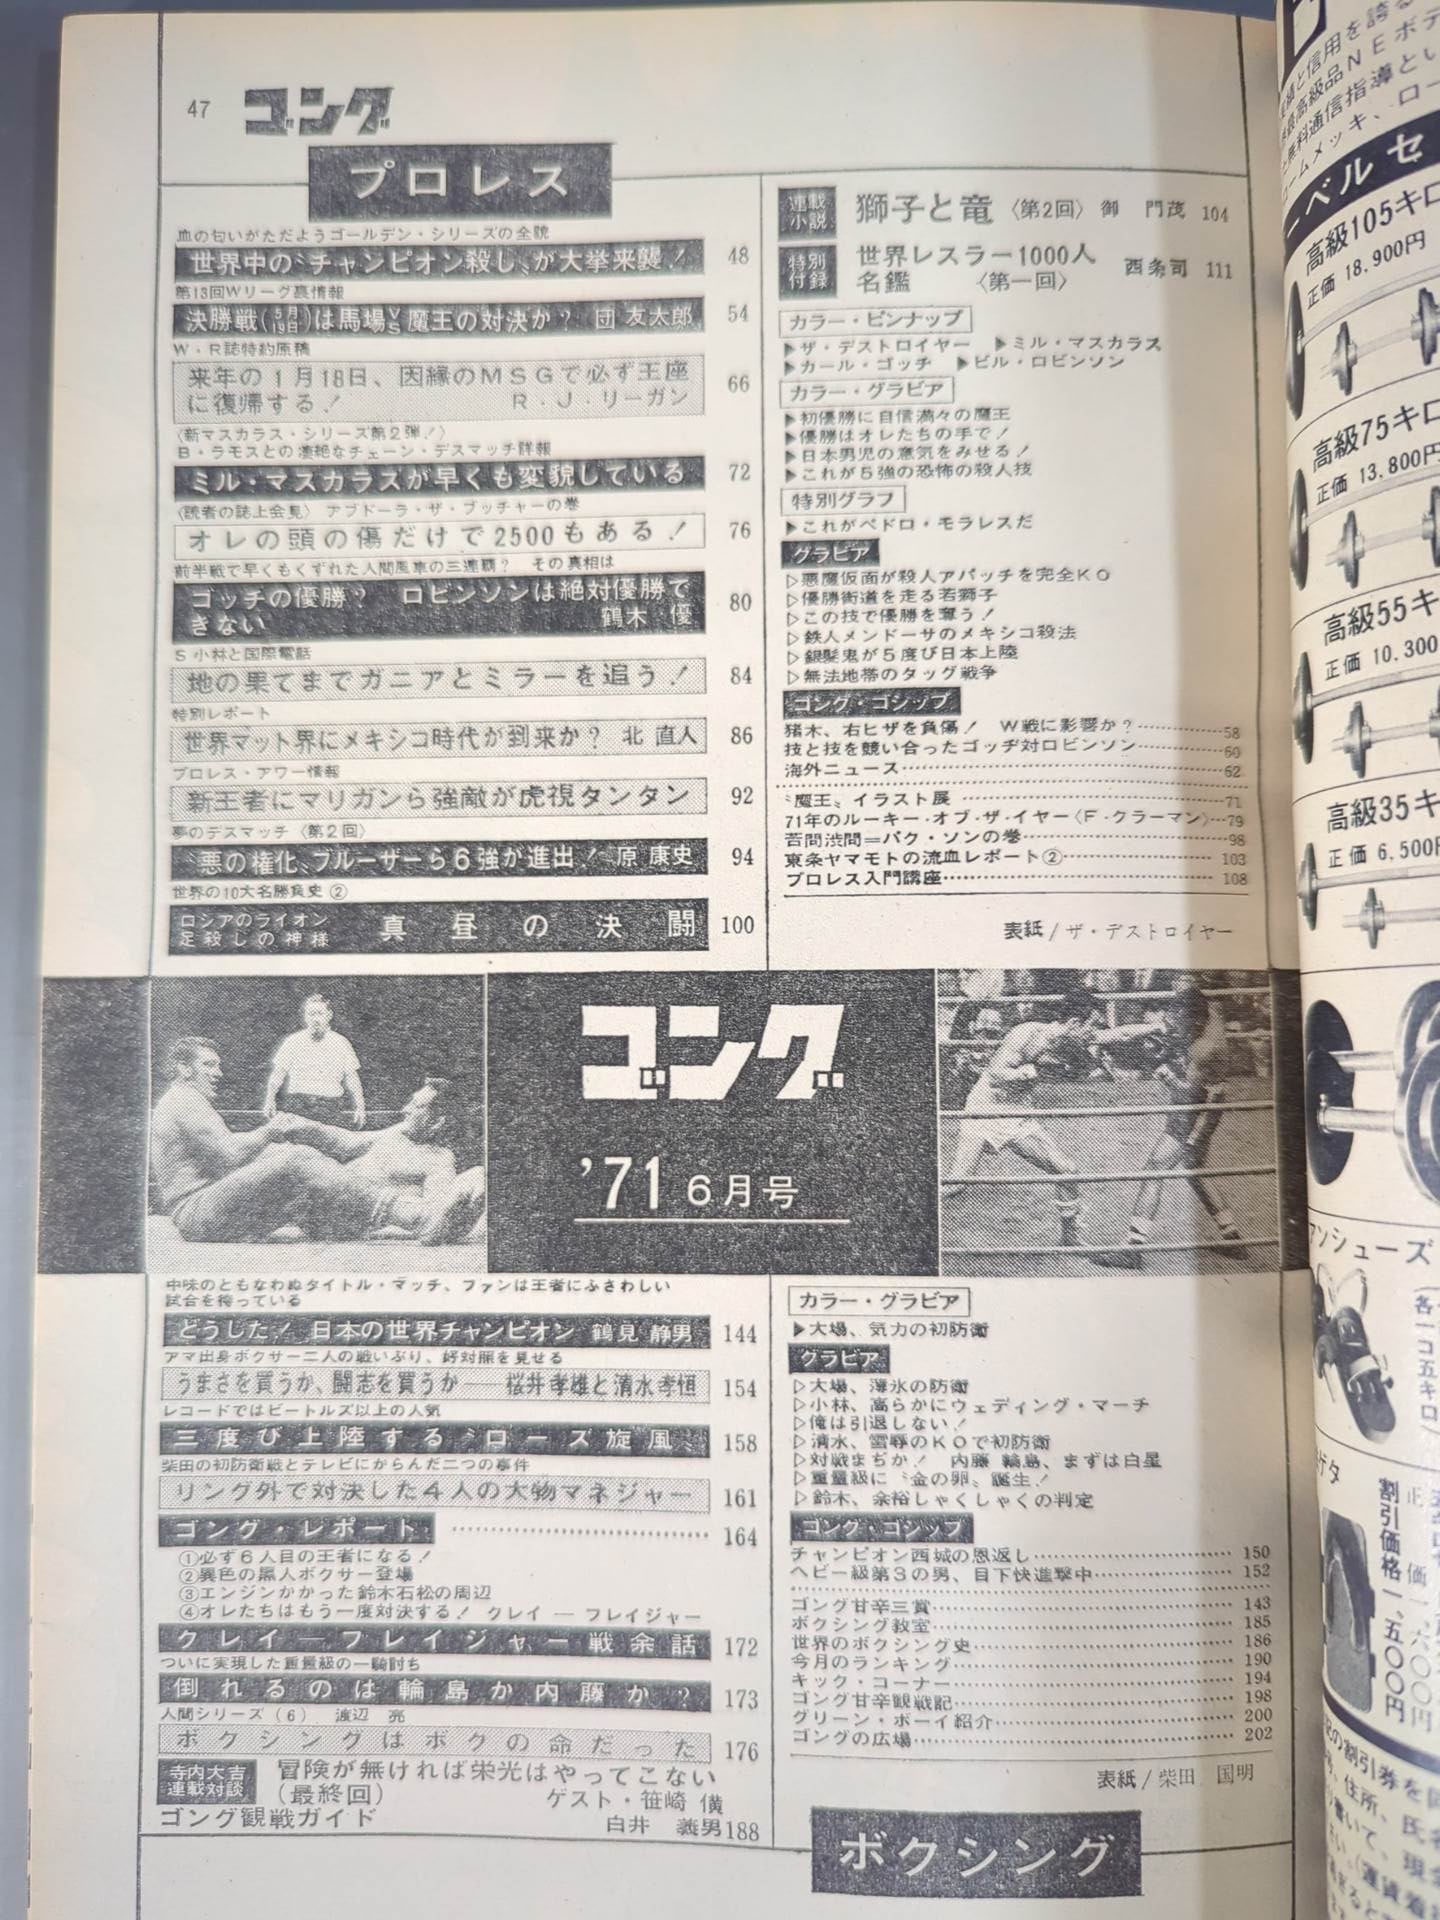 47 ゴング
プロレス
血の匂いがただようゴールデン・シリーズの全貌
世界中の〝チャンピオン殺し〟が大挙来襲! 48
第13回Wリーグ裏情報
決勝戦(5月19日)は馬場VS魔王の対決か? 団 友太郎 54
W・R誌特約原稿
来年の1月18日、因縁のMSGで必ず王座
に復帰する! R・J・リーガン 66
〈新マスカラス・シリーズ第2弾!〉
B・ラモスとの凄絶なチェーン・デスマッチ詳報
ミル・マスカラスが早くも変貌している 72
〈読者の誌上会見〉 アブドーラ・ザ・ブッチャーの巻
オレの頭の傷だけで2500もある! 76
前半戦で早くもくずれた人間風車の三連覇? その真相は
ゴッチの優勝? ロビンソンは絶対優勝で
きない 鶴木 優 80
S小林と国際電話
地の果てまでガニアとミラーを追う! 84
特別レポート
世界マット界にメキシコ時代が到来か? 北 直人 86
プロレス・アワー情報
新王者にマリガンら強敵が虎視タンタン 92
夢のデスマッチ〈第2回〉
〝悪の権化〟ブルーザーら6強が進出! 原 康史 94
世界の10大名勝負史②
ロシアのライオン
足殺しの神様 真昼の決闘 100
連載小説 獅子と竜〈第2回〉御門茂 104
特別付録 世界レスラー1000人
名鑑 〈第一回〉 西条司 111
カラー・ピンナップ
▶ザ・デストロイヤー ▶ミル・マスカラス
▶カール・ゴッチ ▶ビル・ロビンソン
カラー・グラビア
▶初優勝に自信満々の魔王
▶優勝はオレたちの手で!
▶日本男児の意気をみせる!
▶これが5強の恐怖の殺人技
特別グラフ
▶これがペドロ・モラレスだ
グラビア
▷悪魔仮面が殺人アパッチを完全KO
▷優勝街道を走る若獅子
▷この技で優勝を奪う!
▷鉄人メンドーサのメキシコ殺法
▷銀髪鬼が5度び日本上陸
▷無法地帯のタッグ戦争
ゴング・ゴシップ
猪木、右ヒザを負傷! W戦に影響か?……58
技と技を競い合ったゴッチ対ロビンソン……60
海外ニュース……62
〝魔王〟イラスト展……71
71年のルーキー・オブ・ザ・イヤー〈F・クラーマン〉…79
苦問渋問=パク・ソンの巻……98
東条ヤマモトの流血レポート②……103
プロレス入門講座……108
表紙/ザ・デストロイヤー
ゴング
'71 6月号
中味のともなわぬタイトル・マッチ、ファンは王者にふさわしい
試合を待っている
どうした! 日本の世界チャンピオン 鶴見 静男 144
アマ出身ボクサー二人の戦いぶり、好対照を見せる
うまさを買うか、闘志を買うか――桜井孝雄と清水孝恒 154
レコードではビートルズ以上の人気
三度び上陸する〝ローズ旋風〟 158
柴田の初防衛戦とテレビにからんだ二つの事件
リング外で対決した4人の大物マネジャー 161
ゴング・レポート……164
①必ず6人目の王者になる!
②異色の黒人ボクサー登場
③エンジンかかった鈴木石松の周辺
④オレたちはもう一度対決する! クレイ ― フレイジャー
クレイ―フレイジャー戦余話 172
ついに実現した重量級の一騎討ち
倒れるのは輪島か内藤か? 173
人間シリーズ(6) 渡辺 亮
ボクシングはボクの命だった 176
寺内大吉
連載対談 冒険が無ければ栄光はやってこない
(最終回) ゲスト・笹崎 僙
ゴング観戦ガイド 白井 義男 188
カラー・グラビア
▶大場、気力の初防衛
グラビア
▷大場、薄氷の防衛
▷小林、高らかにウェディング・マーチ
▷俺は引退しない!
▷清水、雪辱のKOで初防衛
▷対戦まぢか! 内藤 輪島、まずは白星
▷重量級に〝金の卵〟誕生!
▷鈴木、余裕しゃくしゃくの判定
ゴング・ゴシップ
チャンピオン西城の恩返し……150
ヘビー級第3の男、目下快進撃中……152
ゴング甘辛三賞……143
ボクシング教室……185
世界のボクシング史……186
今月のランキング……190
キック・コーナー……194
ゴング甘辛観戦記……198
グリーン・ボーイ紹介……200
ゴングの広場……202
表紙/柴田 国明
ボクシング
高級105キロ
正価 18,900円
高級75キロ
正価 13,800円
高級55キ
正価 10,300
高級35キ
正価 6,500円
シューズ
割引価格一、五〇〇円